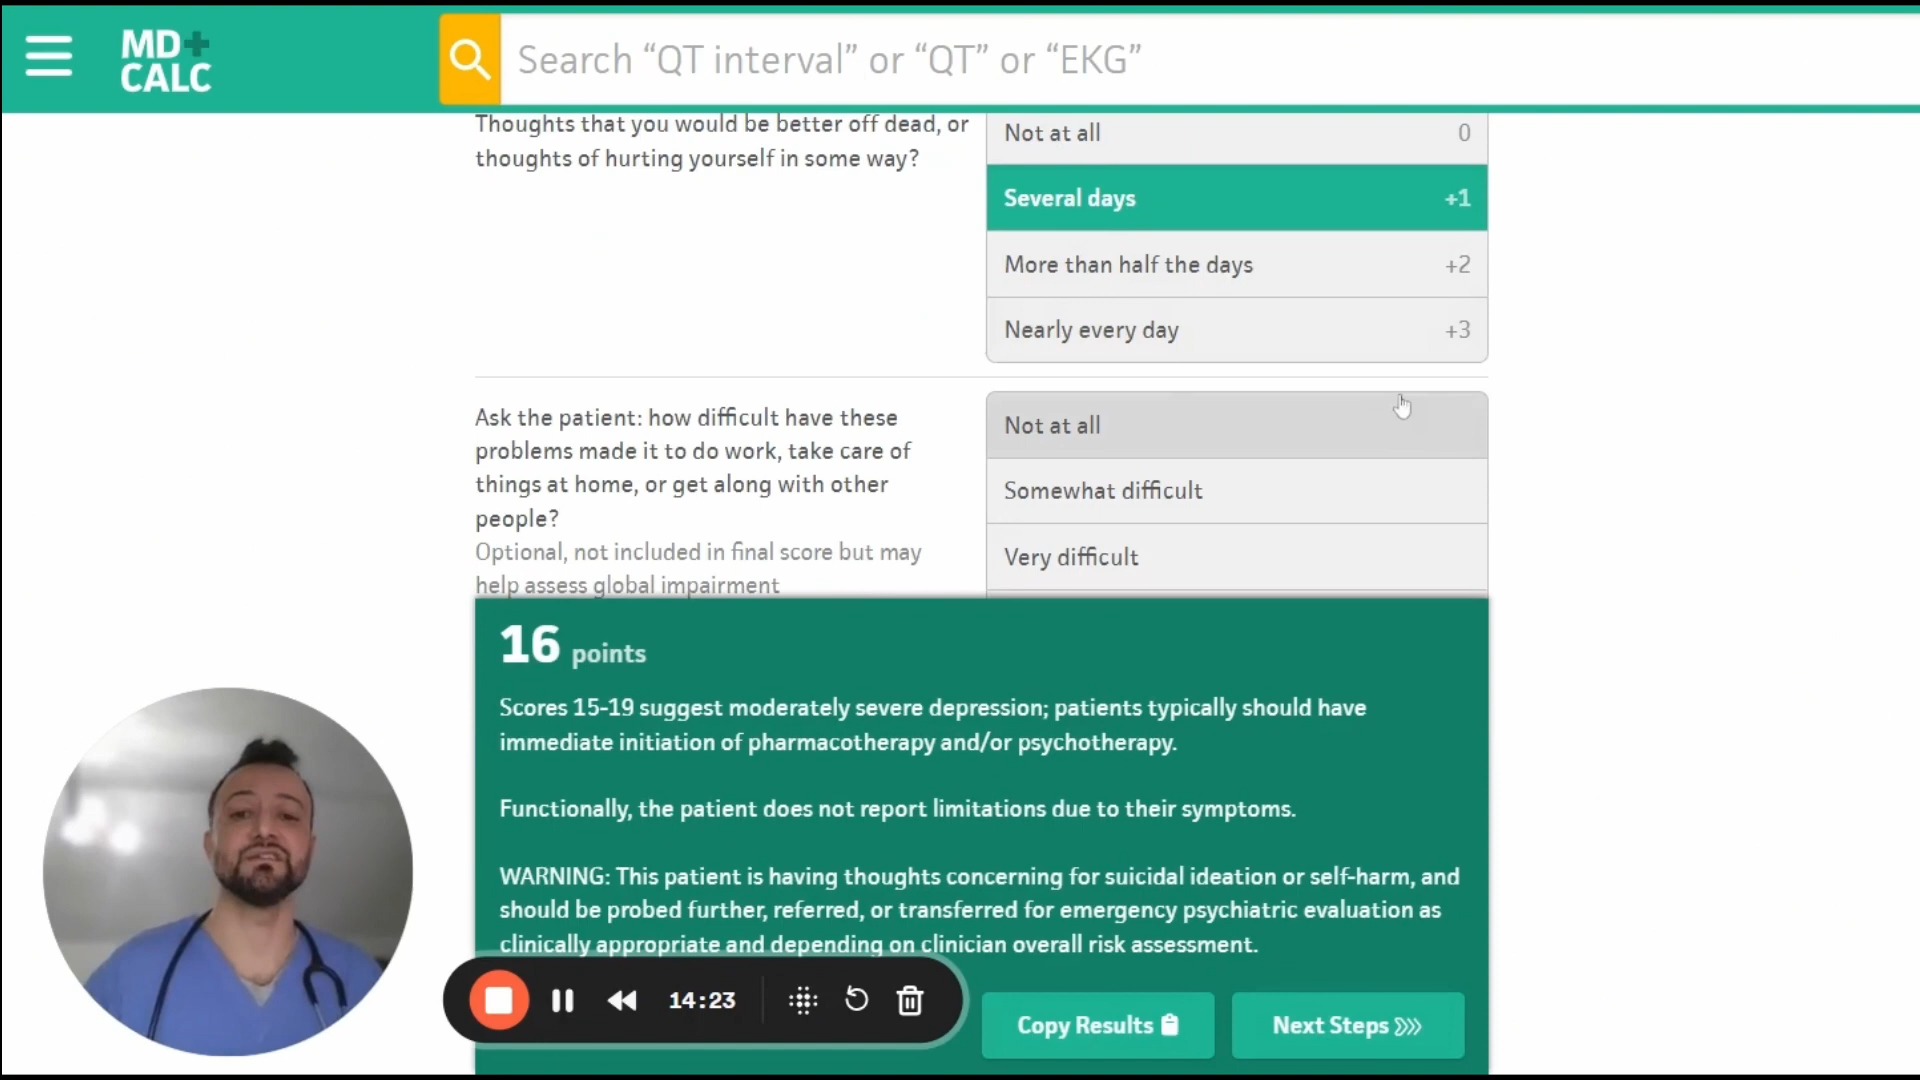 MD+
CALC
Search “QT interval” or “QT” or “EKG”
Thoughts that you would be better off dead, or
thoughts of hurting yourself in some way?
Not at all 0
Several days +1
More than half the days +2
Nearly every day +3
Ask the patient: how difficult have these
problems made it to do work, take care of
things at home, or get along with other
people?
Optional, not included in final score but may
help assess global impairment
Not at all
Somewhat difficult
Very difficult
16 points
Scores 15-19 suggest moderately severe depression; patients typically should have
immediate initiation of pharmacotherapy and/or psychotherapy.
Functionally, the patient does not report limitations due to their symptoms.
WARNING: This patient is having thoughts concerning for suicidal ideation or self-harm, and
should be probed further, referred, or transferred for emergency psychiatric evaluation as
clinically appropriate and depending on clinician overall risk assessment.
14:23
Copy Results
Next Steps